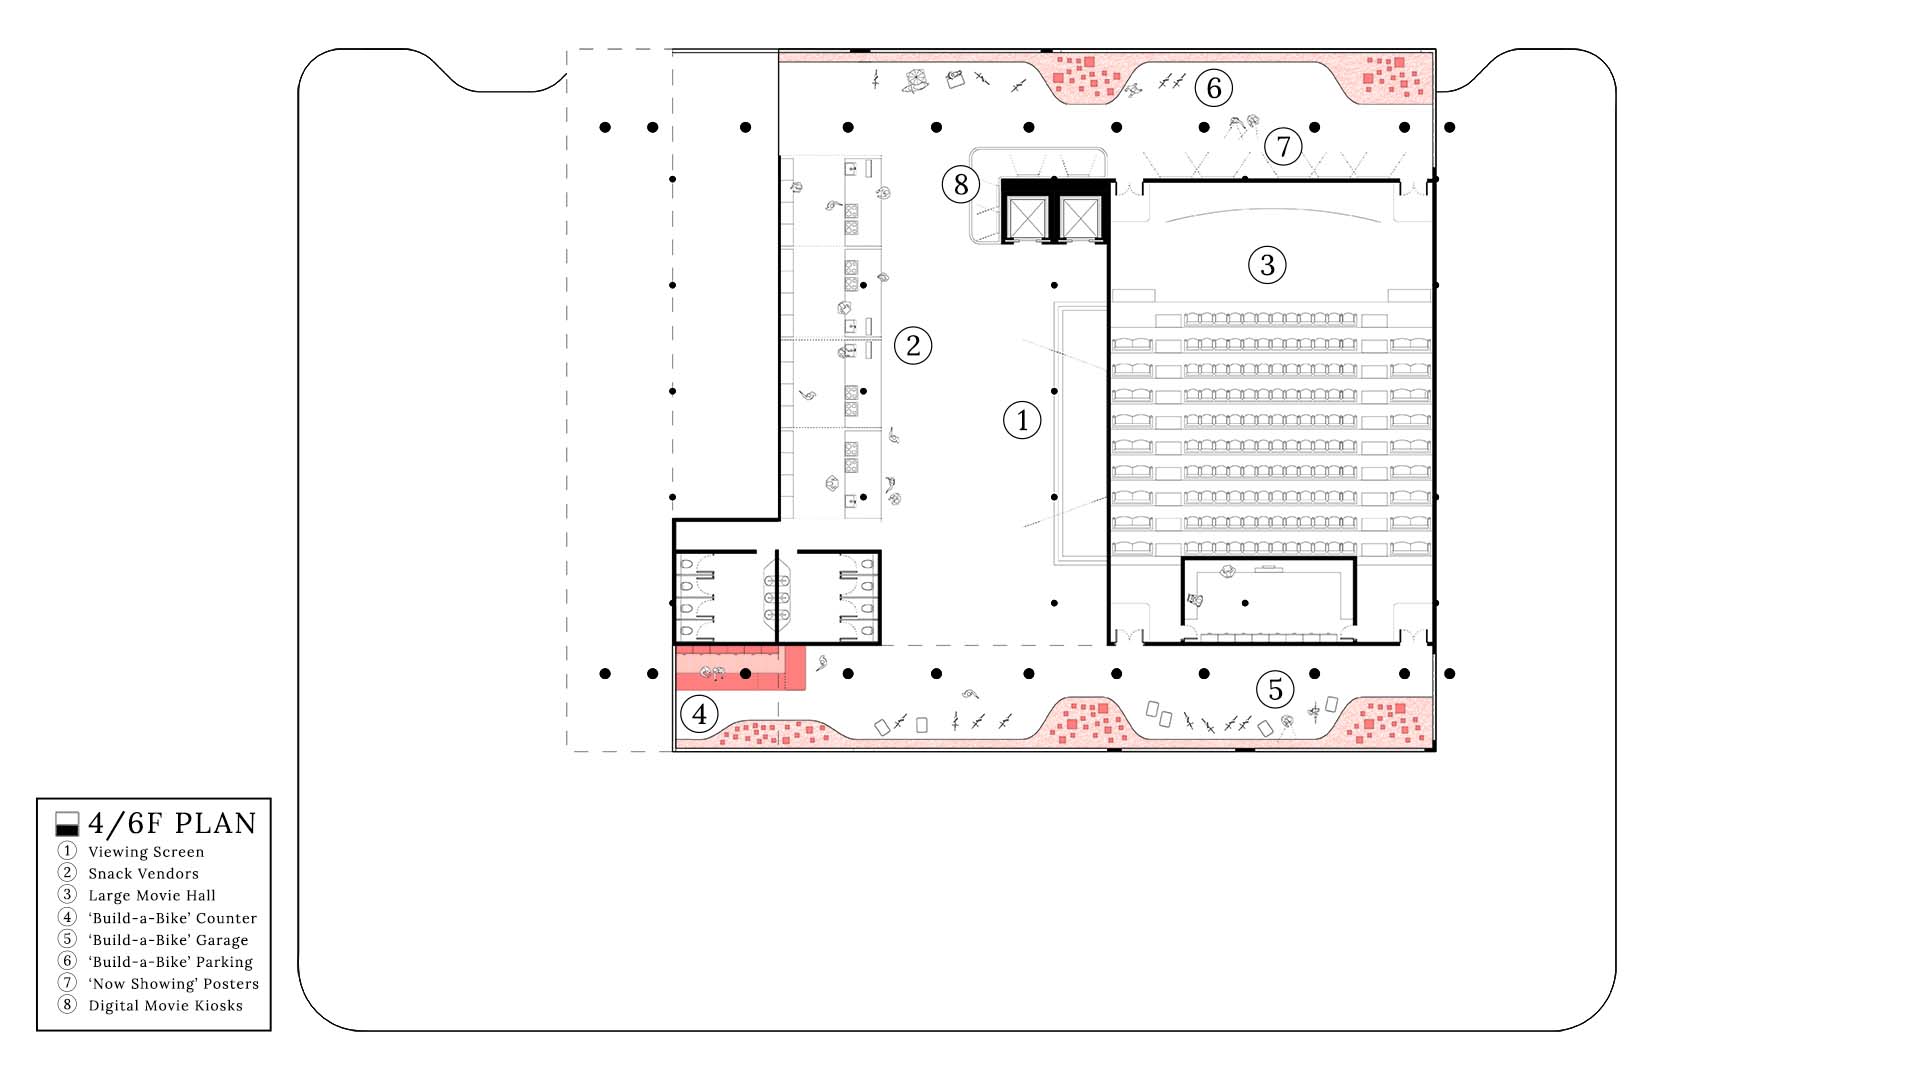 6
7
8
3
2
1
5
4
4/6F PLAN
1 Viewing Screen
2 Snack Vendors
3 Large Movie Hall
4 ‘Build-a-Bike’ Counter
5 ‘Build-a-Bike’ Garage
6 ‘Build-a-Bike’ Parking
7 ‘Now Showing’ Posters
8 Digital Movie Kiosks